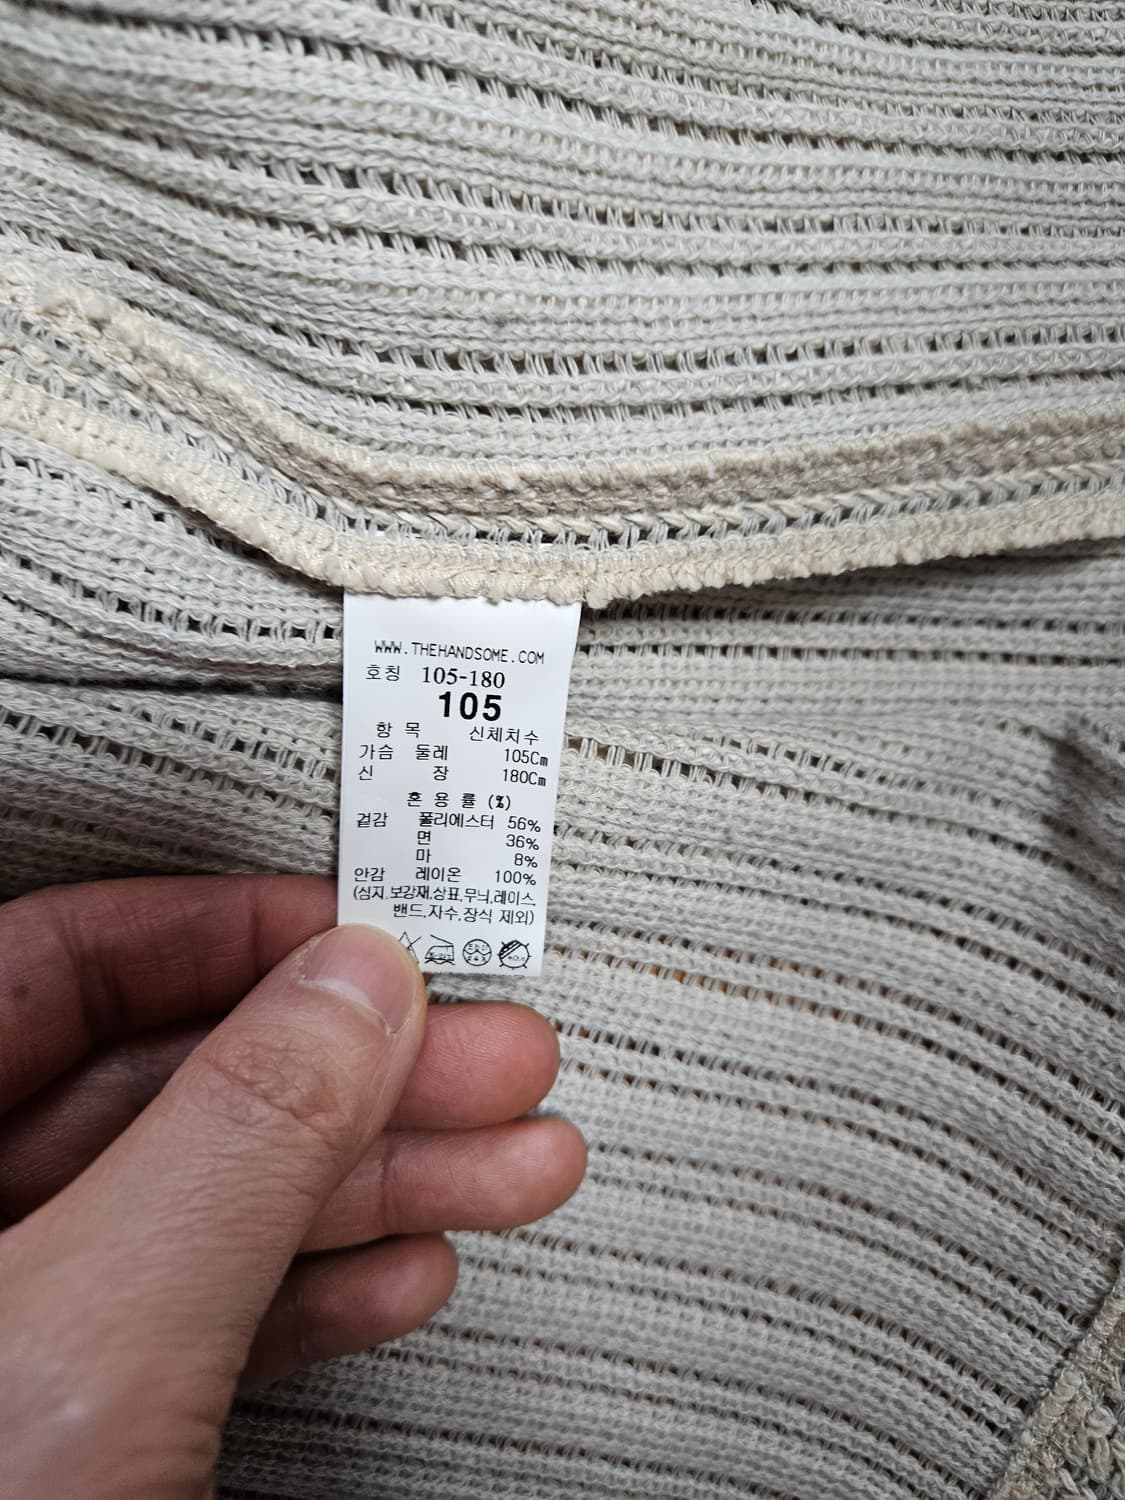 WWW.THEHANDSOME.COM
호칭 105-180
105
항 목 신체치수
가슴 둘레 105Cm
신 장 180Cm
혼 용 률 (%)
겉감 폴리에스터 56%
면 36%
마 8%
안감 레이온 100%
(심지.보강재,상표,무늬,레이스,
밴드,자수,장식 제외)